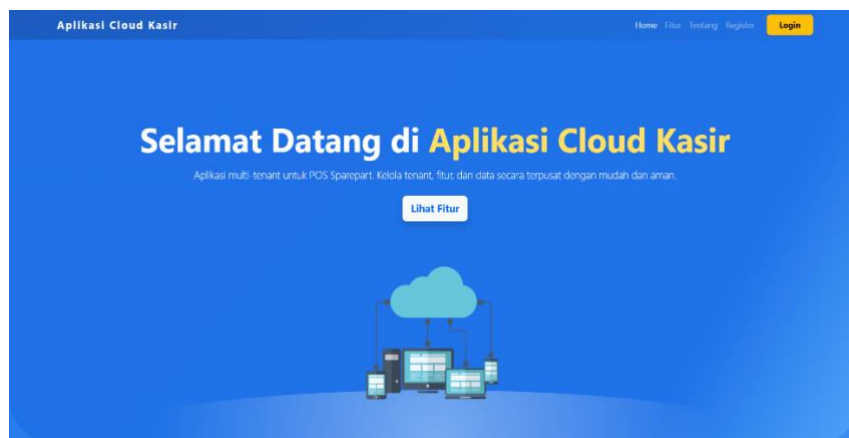 Aplikasi Cloud Kasir
Home Fitur Tentang Register Login
Selamat Datang di Aplikasi Cloud Kasir
Aplikasi multi-tenant untuk POS Sparepart. Kelola tenant, fitur, dan data secara terpusat dengan mudah dan aman.
Lihat Fitur